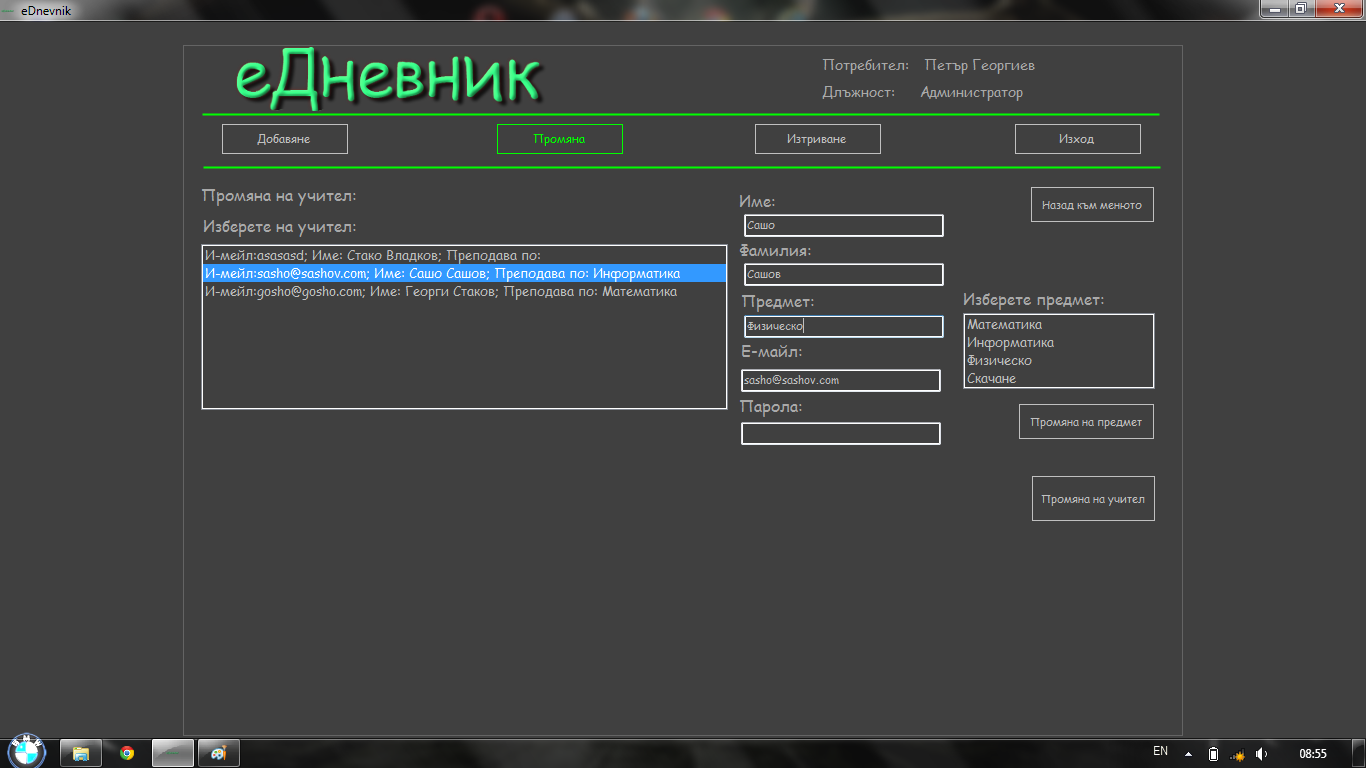 eDnevnik
еДневник
Потребител: Петър Георгиев
Длъжност: Администратор
Добавяне
Промяна
Изтриване
Изход
Промяна на учител:
Изберете на учител:
И-мейл:asasasd; Име: Стако Владков; Преподава по:
И-мейл:sasho@sashov.com; Име: Сашо Сашов; Преподава по: Информатика
И-мейл:gosho@gosho.com; Име: Георги Стаков; Преподава по: Математика
Име:
Сашо
Фамилия:
Сашов
Предмет:
Физическо
Е-майл:
sasho@sashov.com
Парола:
Назад към менюто
Изберете предмет:
Математика
Информатика
Физическо
Скачане
Промяна на предмет
Промяна на учител
BMW
EN
08:55